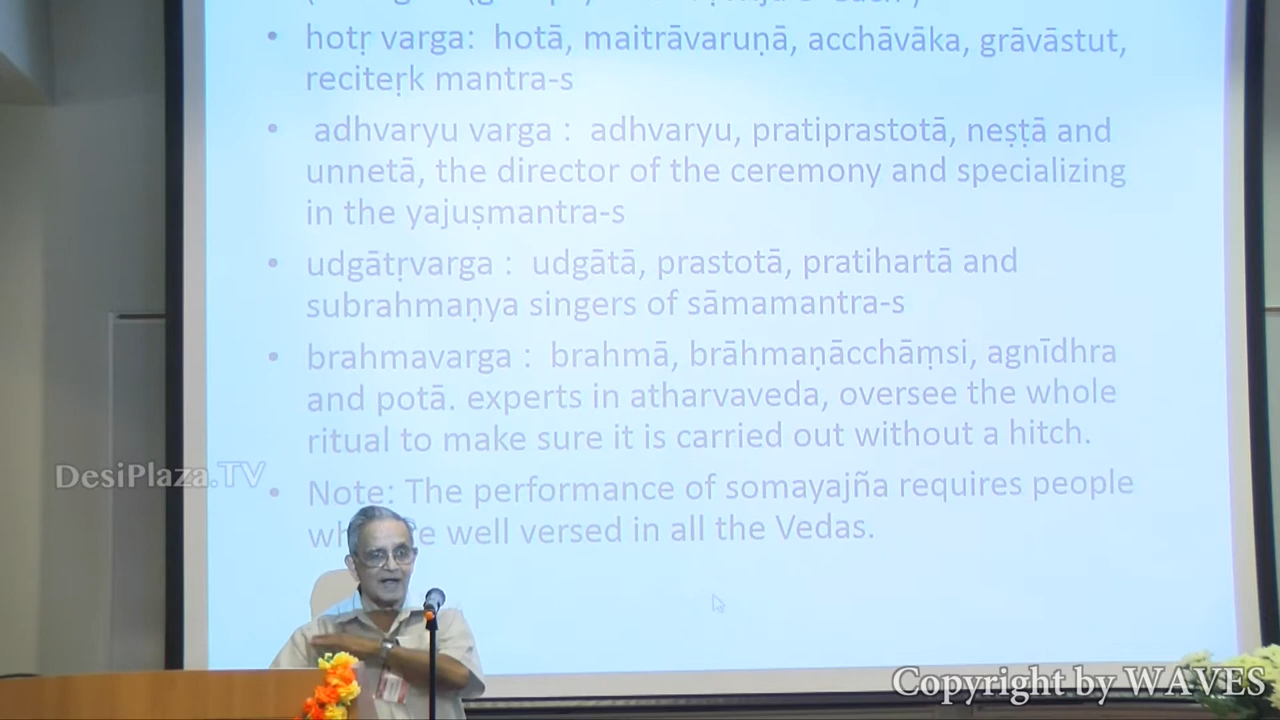 • hotṛ varga: hotā, maitrāvaruṇā, acchāvāka, grāvāstut,
reciteṛk mantra-s
• adhvaryu varga : adhvaryu, pratiprastotā, neṣṭā and
unnetā, the director of the ceremony and specializing
in the yajuṣmantra-s
• udgātṛvarga : udgātā, prastotā, pratihartā and
subrahmaṇya singers of sāmamantra-s
• brahmavarga : brahmā, brāhmaṇācchāṃsi, agnīdhra
and potā. experts in atharvaveda, oversee the whole
ritual to make sure it is carried out without a hitch.
DesiPlaza.TV
• Note: The performance of somayajña requires people
well versed in all the Vedas.
Copyright by WAVES